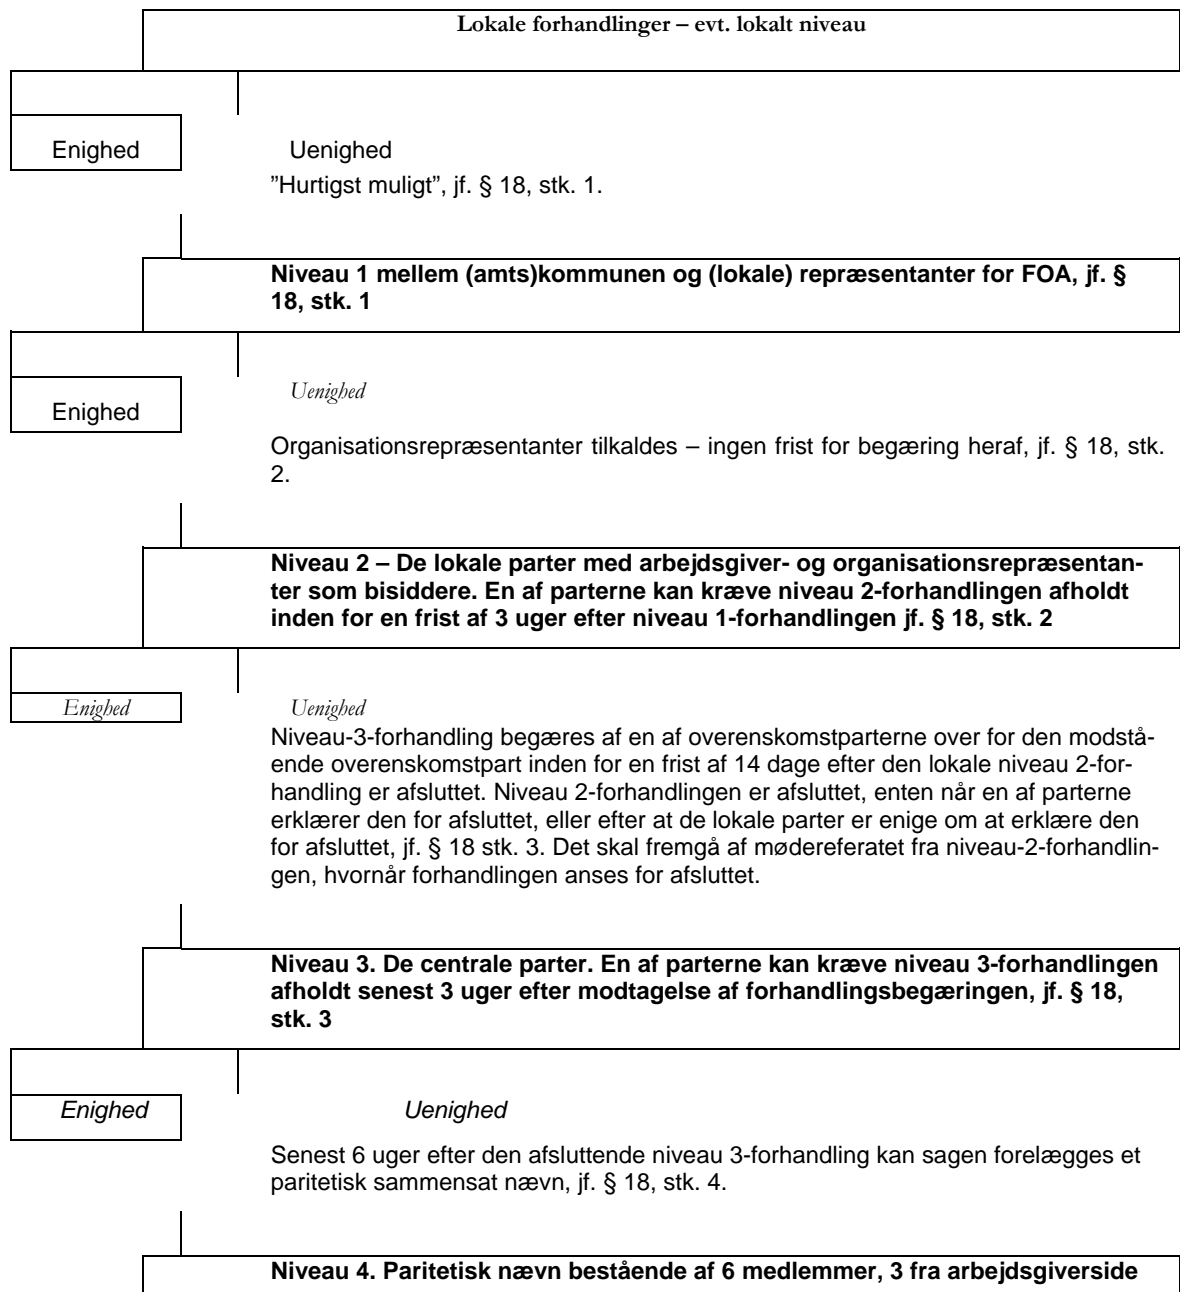 Lokale forhandlinger – evt. lokalt niveau
Enighed
Uenighed
”Hurtigst muligt”, jf. § 18, stk. 1.
Niveau 1 mellem (amts)kommunen og (lokale) repræsentanter for FOA, jf. §
18, stk. 1
Enighed
Uenighed
Organisationsrepræsentanter tilkaldes – ingen frist for begæring heraf, jf. § 18, stk.
2.
Niveau 2 – De lokale parter med arbejdsgiver- og organisationsrepræsentan-
ter som bisiddere. En af parterne kan kræve niveau 2-forhandlingen afholdt
inden for en frist af 3 uger efter niveau 1-forhandlingen jf. § 18, stk. 2
Enighed
Uenighed
Niveau-3-forhandling begæres af en af overenskomstparterne over for den modstå-
ende overenskomstpart inden for en frist af 14 dage efter den lokale niveau 2-for-
handling er afsluttet. Niveau 2-forhandlingen er afsluttet, enten når en af parterne
erklærer den for afsluttet, eller efter at de lokale parter er enige om at erklære den
for afsluttet, jf. § 18 stk. 3. Det skal fremgå af mødereferatet fra niveau-2-forhandlin-
gen, hvornår forhandlingen anses for afsluttet.
Niveau 3. De centrale parter. En af parterne kan kræve niveau 3-forhandlingen
afholdt senest 3 uger efter modtagelse af forhandlingsbegæringen, jf. § 18,
stk. 3
Enighed
Uenighed
Senest 6 uger efter den afsluttende niveau 3-forhandling kan sagen forelægges et
paritetisk sammensat nævn, jf. § 18, stk. 4.
Niveau 4. Paritetisk nævn bestående af 6 medlemmer, 3 fra arbejdsgiverside